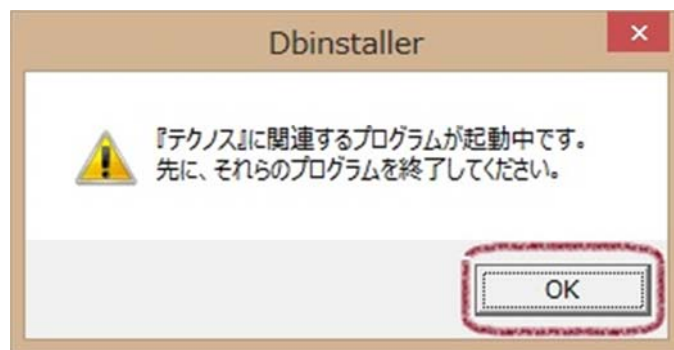 Dbinstaller
『テクノス』に関連するプログラムが起動中です。
先に、それらのプログラムを終了してください。
OK